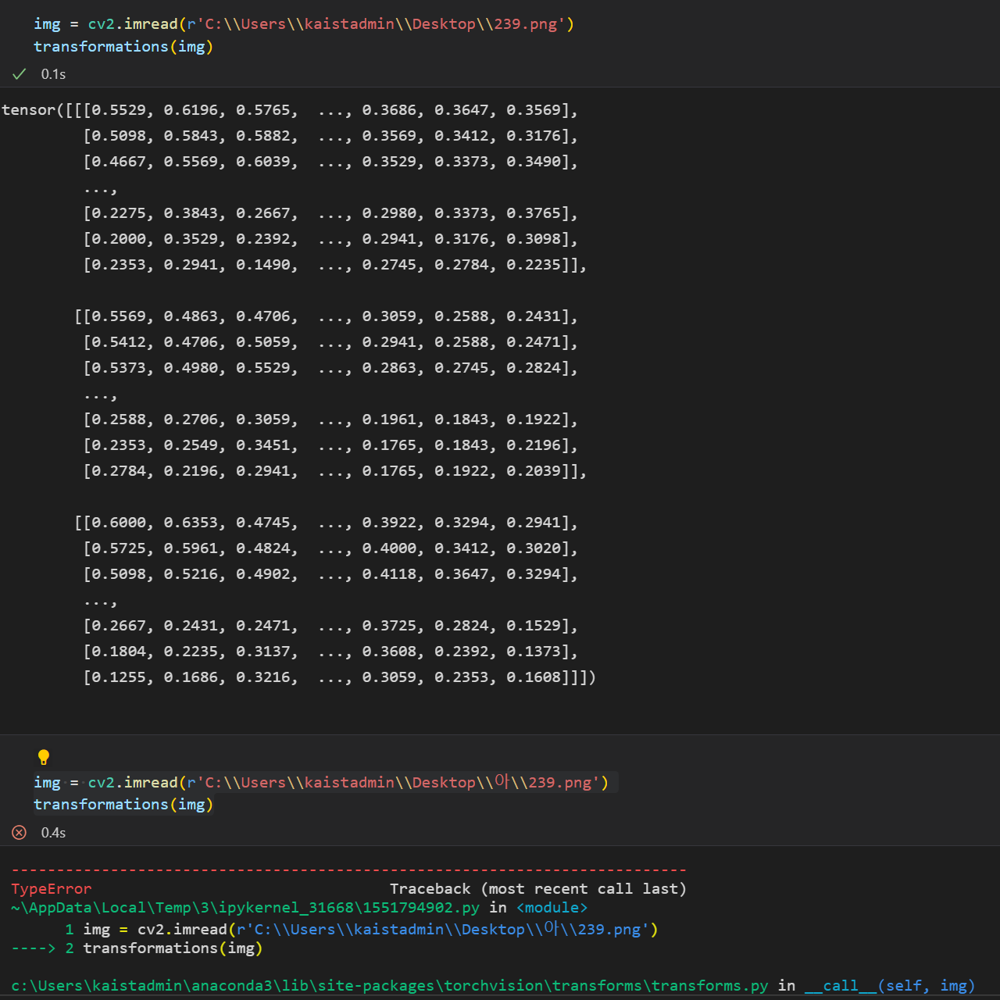 img = cv2.imread(r'C:\\Users\\kaistadmin\\Desktop\\239.png')
transformations(img)
0.1s
tensor([[[0.5529, 0.6196, 0.5765,  ..., 0.3686, 0.3647, 0.3569],
[0.5098, 0.5843, 0.5882,  ..., 0.3569, 0.3412, 0.3176],
[0.4667, 0.5569, 0.6039,  ..., 0.3529, 0.3373, 0.3490],
...,
[0.2275, 0.3843, 0.2667,  ..., 0.2980, 0.3373, 0.3765],
[0.2000, 0.3529, 0.2392,  ..., 0.2941, 0.3176, 0.3098],
[0.2353, 0.2941, 0.1490,  ..., 0.2745, 0.2784, 0.2235]],
[[0.5569, 0.4863, 0.4706,  ..., 0.3059, 0.2588, 0.2431],
[0.5412, 0.4706, 0.5059,  ..., 0.2941, 0.2588, 0.2471],
[0.5373, 0.4980, 0.5529,  ..., 0.2863, 0.2745, 0.2824],
...,
[0.2588, 0.2706, 0.3059,  ..., 0.1961, 0.1843, 0.1922],
[0.2353, 0.2549, 0.3451,  ..., 0.1765, 0.1843, 0.2196],
[0.2784, 0.2196, 0.2941,  ..., 0.1765, 0.1922, 0.2039]],
[[0.6000, 0.6353, 0.4745,  ..., 0.3922, 0.3294, 0.2941],
[0.5725, 0.5961, 0.4824,  ..., 0.4000, 0.3412, 0.3020],
[0.5098, 0.5216, 0.4902,  ..., 0.4118, 0.3647, 0.3294],
...,
[0.2667, 0.2431, 0.2471,  ..., 0.3725, 0.2824, 0.1529],
[0.1804, 0.2235, 0.3137,  ..., 0.3608, 0.2392, 0.1373],
[0.1255, 0.1686, 0.3216,  ..., 0.3059, 0.2353, 0.1608]]])
img = cv2.imread(r'C:\\Users\\kaistadmin\\Desktop\\아\\239.png')
transformations(img)
0.4s
---------------------------------------------------------------------------
TypeError                                 Traceback (most recent call last)
~\AppData\Local\Temp\3\ipykernel_31668\1551794902.py in <module>
1 img = cv2.imread(r'C:\\Users\\kaistadmin\\Desktop\\아\\239.png')
----> 2 transformations(img)
c:\Users\kaistadmin\anaconda3\lib\site-packages\torchvision\transforms\transforms.py in __call__(self, img)